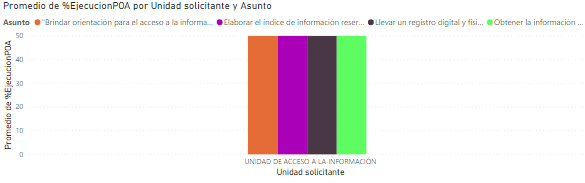 Promedio de %EjecucionPOA por Unidad solicitante y Asunto
Asunto "Brindar orientación para el acceso a la informa... Elaborar el índice de información reser... Llevar un registro digital y físi... Obtener la información ...
Promedio de %EjecucionPOA
50
40
30
20
10
0
UNIDAD DE ACCESO A LA INFORMACIÓN
Unidad solicitante